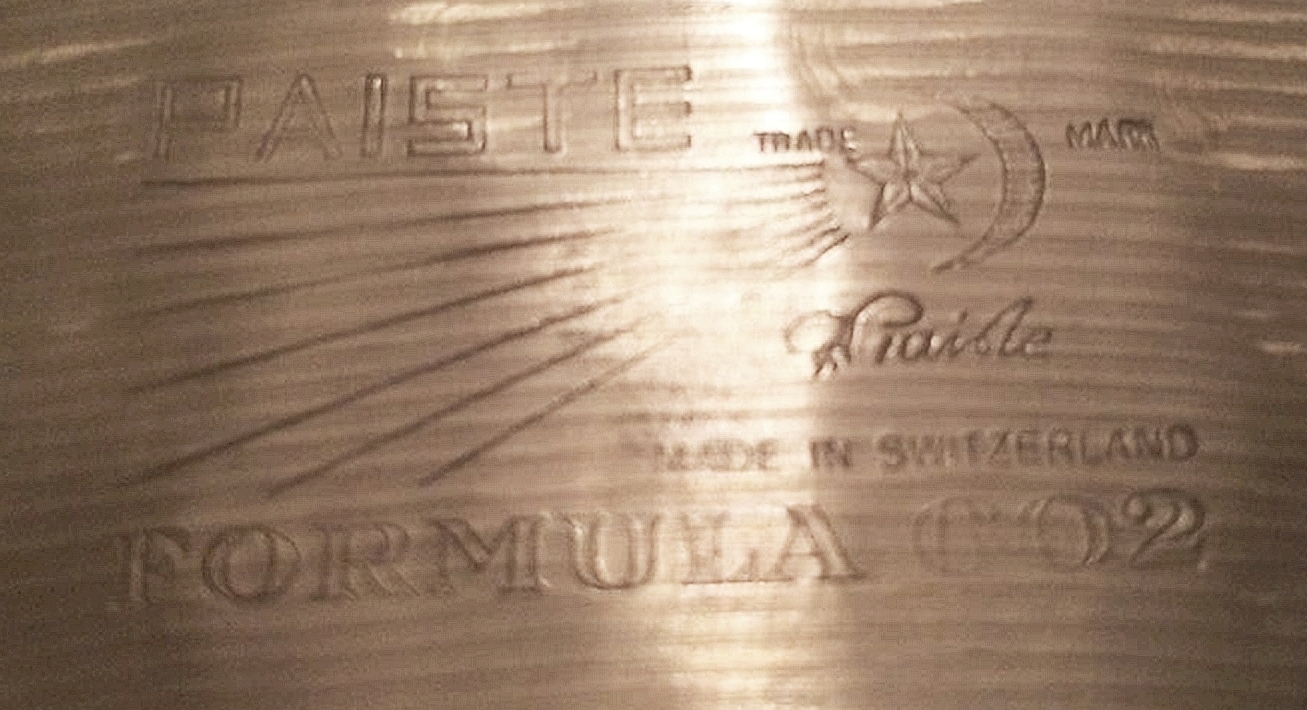 PAISTE
TRADE MARK
Paiste
MADE IN SWITZERLAND
FORMULA 602